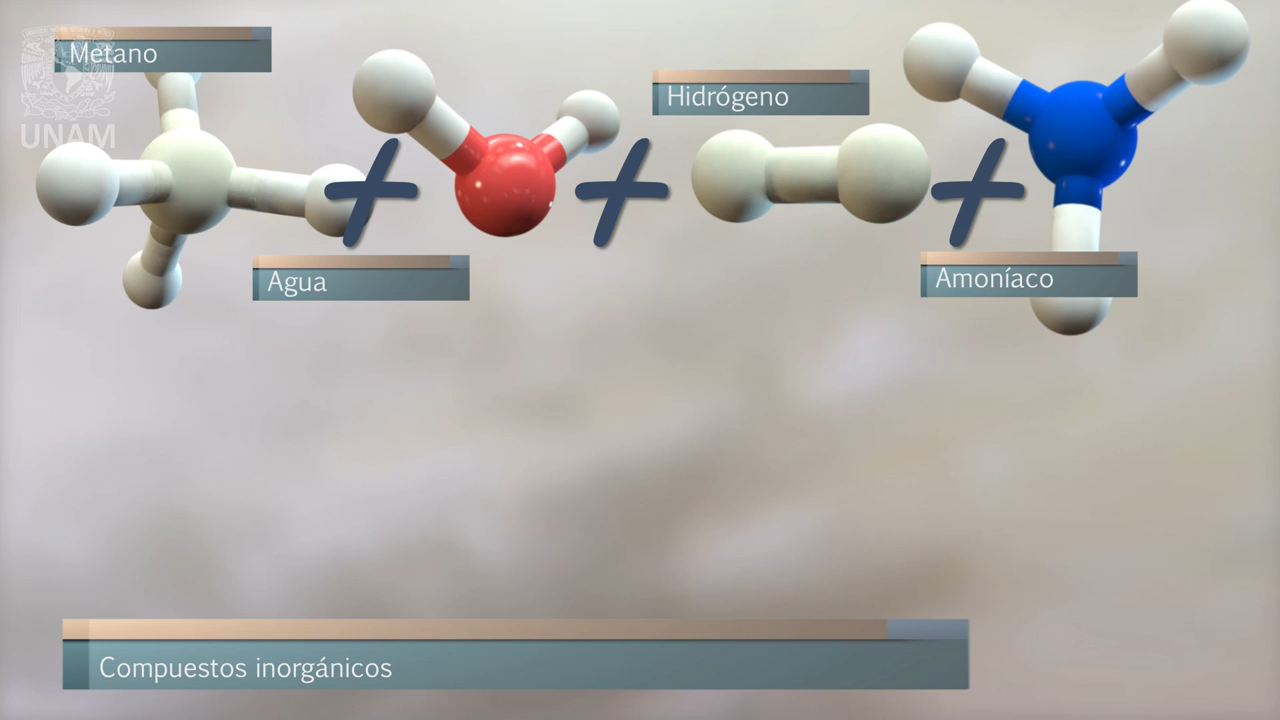 Metano
UNAM
Hidrógeno
Agua
Amoníaco
Compuestos inorgánicos